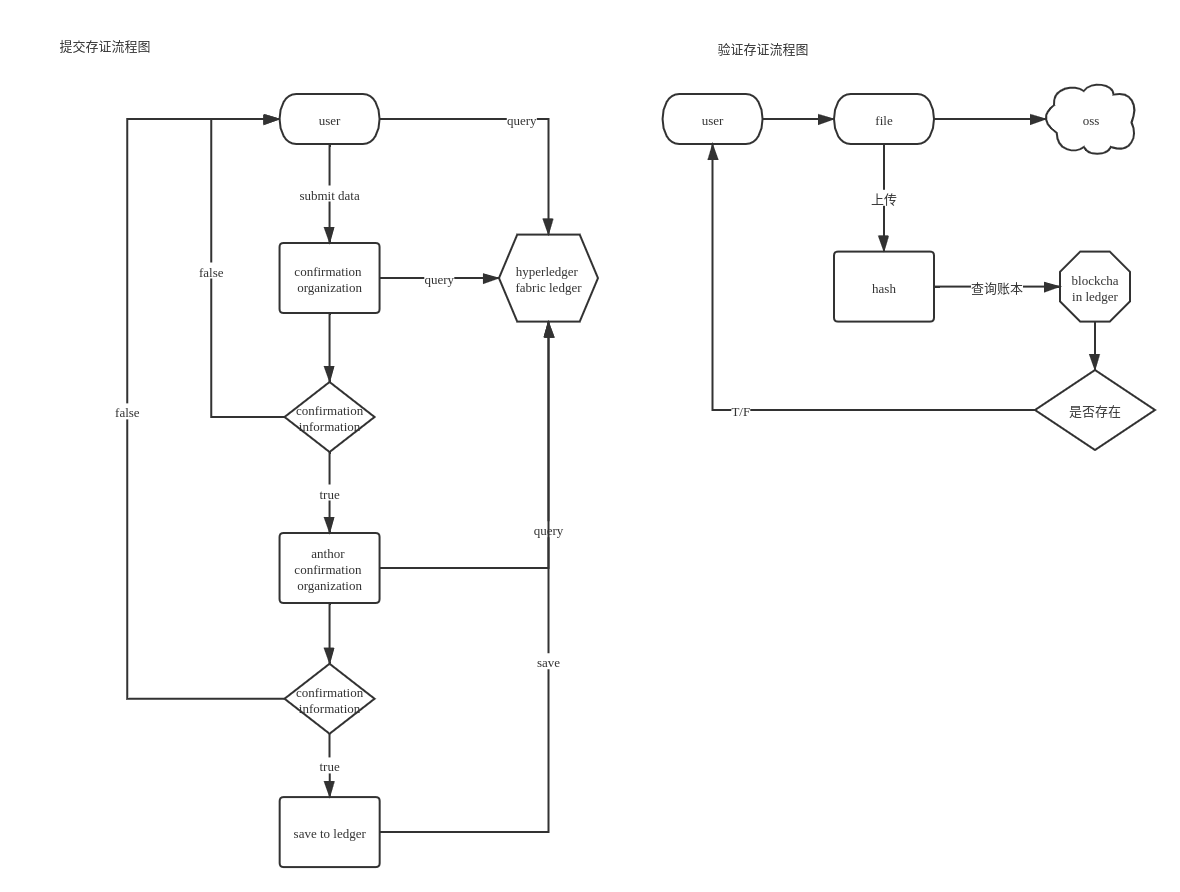 提交存证流程图
user
query
submit data
false
confirmation
organization
query
hyperledger
fabric ledger
false
confirmation
information
true
query
anthor
confirmation
organization
save
confirmation
information
true
save to ledger
验证存证流程图
user
file
oss
上传
hash
查询账本
blockcha
in ledger
T/F
是否存在